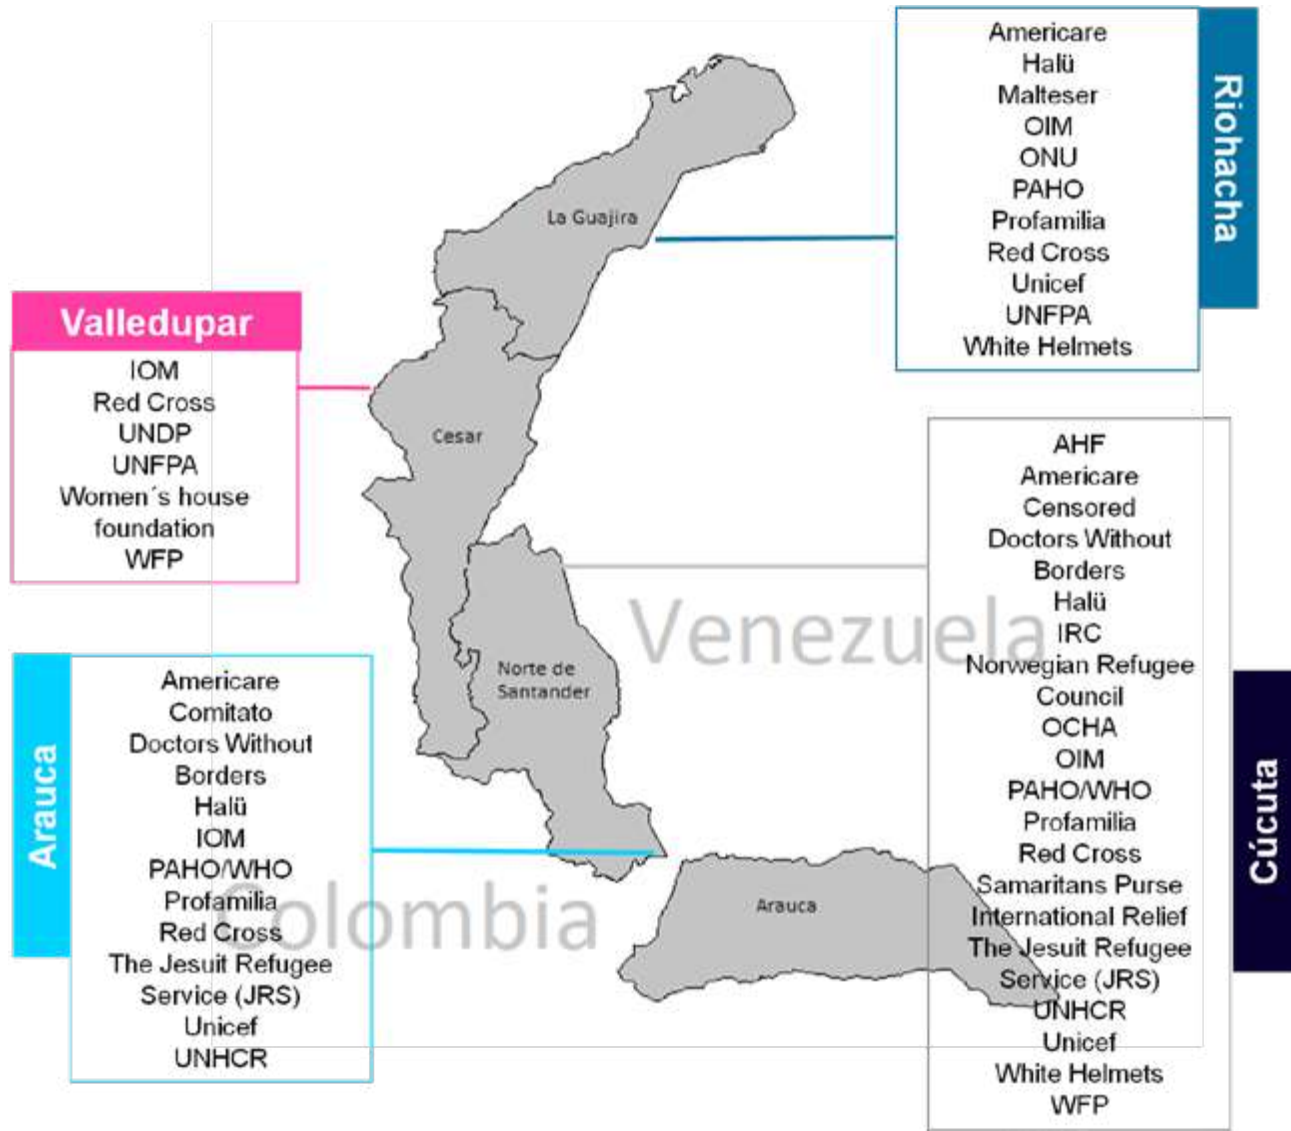 Americare
Halü
Malteser
OIM
ONU
PAHO
Profamilia
Red Cross
Unicef
UNFPA
White Helmets
Riohacha
La Guajira
Valledupar
IOM
Red Cross
UNDP
UNFPA
Women´s house
foundation
WFP
Cesar
AHF
Americare
Censored
Doctors Without
Borders
Halü
IRC
Norwegian Refugee
Council
OCHA
OIM
PAHO/WHO
Profamilia
Red Cross
Samaritans Purse
International Relief
The Jesuit Refugee
Service (JRS)
UNHCR
Unicef
White Helmets
WFP
Cúcuta
Venezuela
Norte de
Santander
Arauca
Americare
Comitato
Doctors Without
Borders
Halü
IOM
PAHO/WHO
Profamilia
Red Cross
The Jesuit Refugee
Service (JRS)
Unicef
UNHCR
Colombia
Arauca